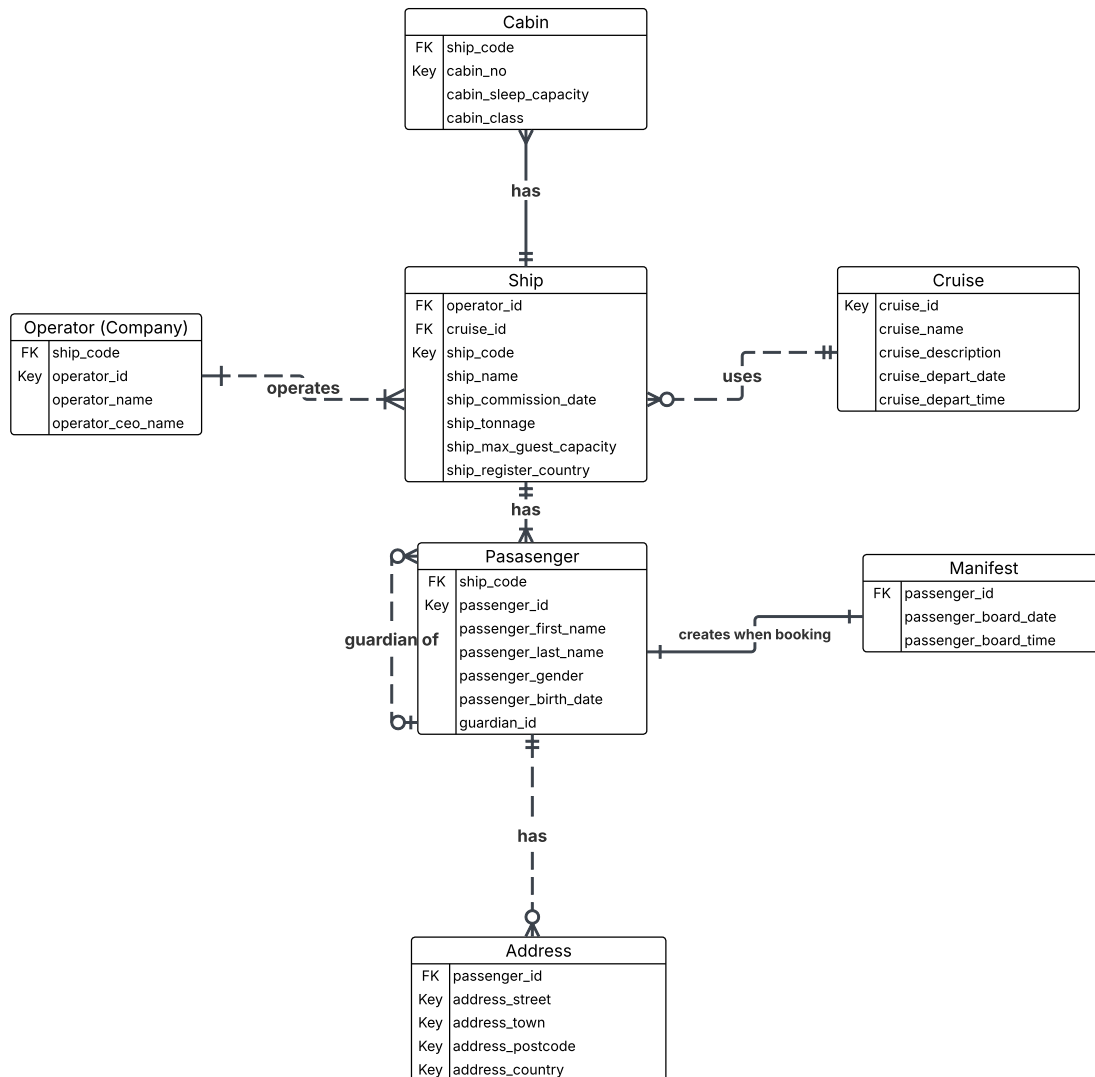 Cabin
FK ship_code
Key cabin_no
cabin_sleep_capacity
cabin_class
has
Ship
FK operator_id
FK cruise_id
Key ship_code
ship_name
ship_commission_date
ship_tonnage
ship_max_guest_capacity
ship_register_country
Cruise
Key cruise_id
cruise_name
cruise_description
cruise_depart_date
cruise_depart_time
Operator (Company)
FK ship_code
Key operator_id
operator_name
operator_ceo_name
operates
uses
has
Pasasenger
FK ship_code
Key passenger_id
passenger_first_name
passenger_last_name
passenger_gender
passenger_birth_date
guardian_id
guardian of
creates when booking
Manifest
FK passenger_id
passenger_board_date
passenger_board_time
has
Address
FK passenger_id
Key address_street
Key address_town
Key address_postcode
Key address_country